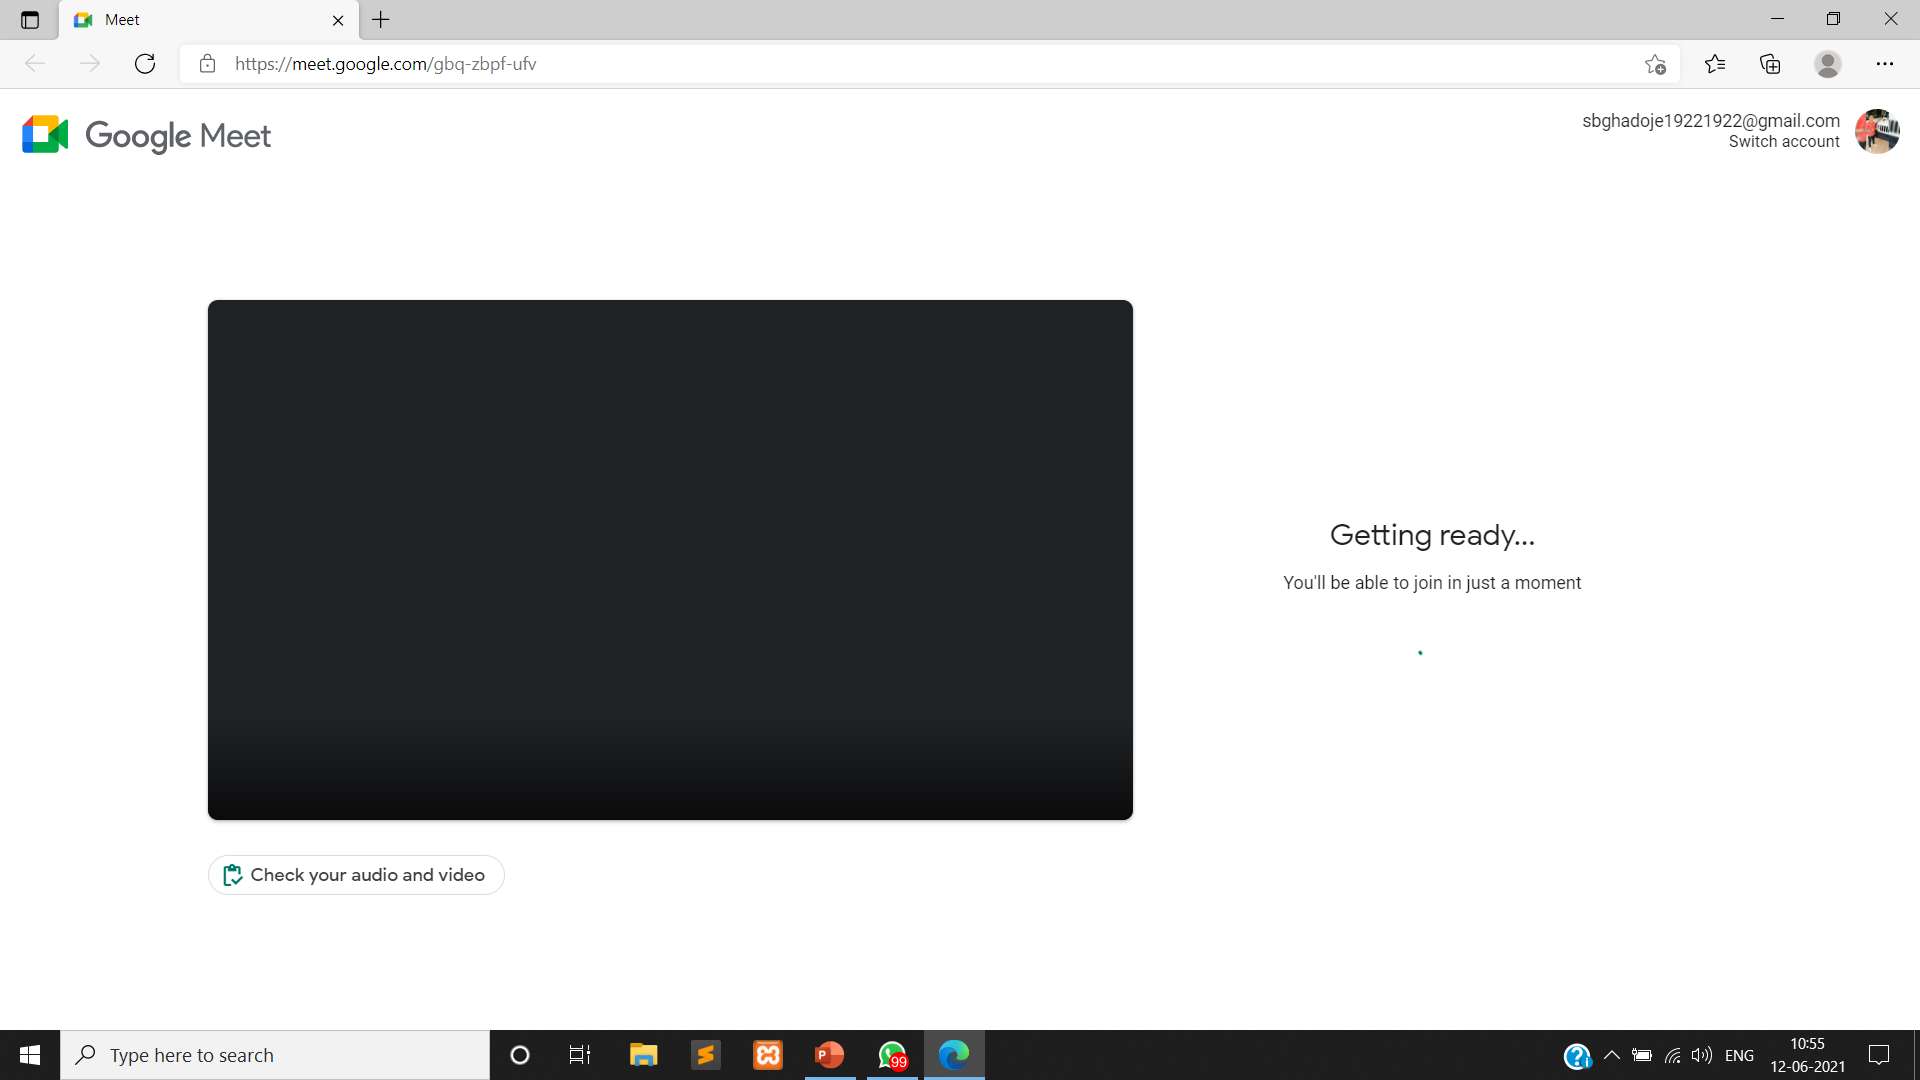 Meet
https://meet.google.com/gbq-zbpf-ufv
Google Meet
sbghadoje19221922@gmail.com
Switch account
Getting ready...
You'll be able to join in just a moment
Check your audio and video
Type here to search
P
99
ENG
10:55
12-06-2021